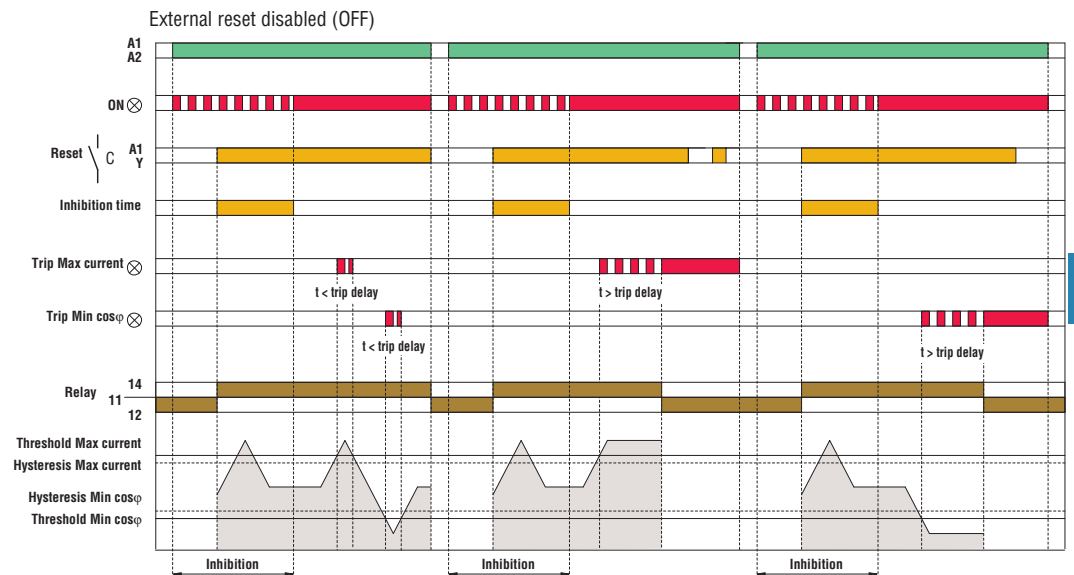 External reset disabled (OFF)
A1
A2
ON
Reset C A1
Y
Inhibition time
Trip Max current
t < trip delay t > trip delay
Trip Min cosφ
t < trip delay t > trip delay
Relay 14
11
12
Threshold Max current
Hysteresis Max current
Hysteresis Min cosφ
Threshold Min cosφ
Inhibition Inhibition Inhibition